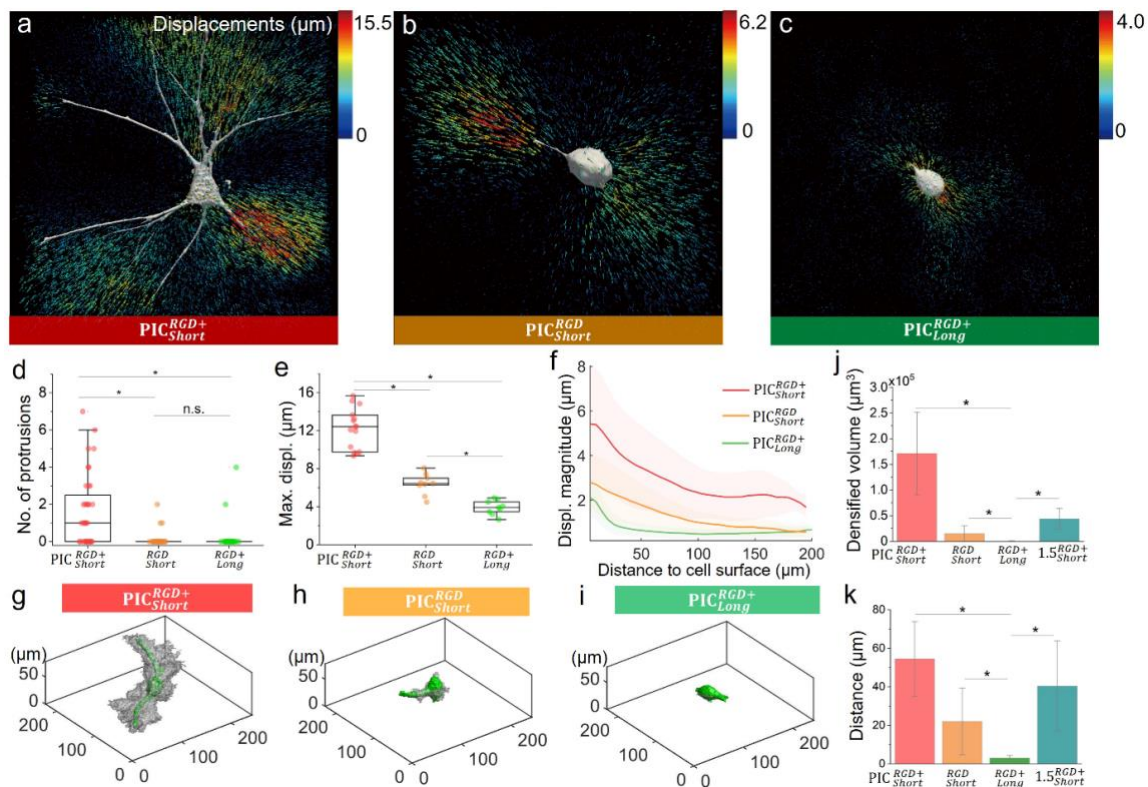 a Displacements (μm) 15.5
0
b 6.2
0
c 4.0
0
PIC RGD+ Short
PIC RGD Short
PIC RGD+ Long
d
No. of protrusions
8
6
4
2
0
*
*
n.s.
PIC RGD+ Short RGD Short RGD+ Long
e
Max. displ. (μm)
16
12
8
4
0
*
*
*
PIC RGD+ Short RGD Short RGD+ Long
f
Displ. magnitude (μm)
8
6
4
2
PIC RGD+ Short
PIC RGD Short
PIC RGD+ Long
50 100 150 200
Distance to cell surface (μm)
j
Densified volume (μm³)
3.0 ×10⁵
2.5
2.0
1.5
1.0
0.5
0
*
*
*
PIC RGD+ Short RGD Short RGD+ Long 1.5 RGD+ Short
g
PIC RGD+ Short
(μm)
50
0
200
100
0
0
100
200
h
PIC RGD Short
(μm)
50
0
200
100
0
0
100
200
i
PIC RGD+ Long
(μm)
50
0
200
100
0
0
100
200
k
Distance (μm)
80
60
40
20
0
*
*
*
PIC RGD+ Short RGD Short RGD+ Long 1.5 RGD+ Short